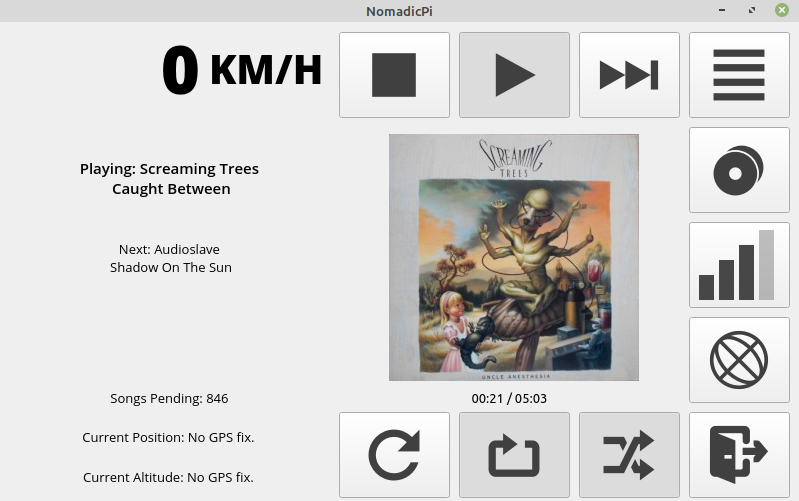 NomadicPi
0 KM/H
Playing: Screaming Trees
Caught Between
Next: Audioslave
Shadow On The Sun
SCREAMING
TREES
UNCLE ANESTHESIA
Songs Pending: 846
00:21 / 05:03
Current Position: No GPS fix.
Current Altitude: No GPS fix.